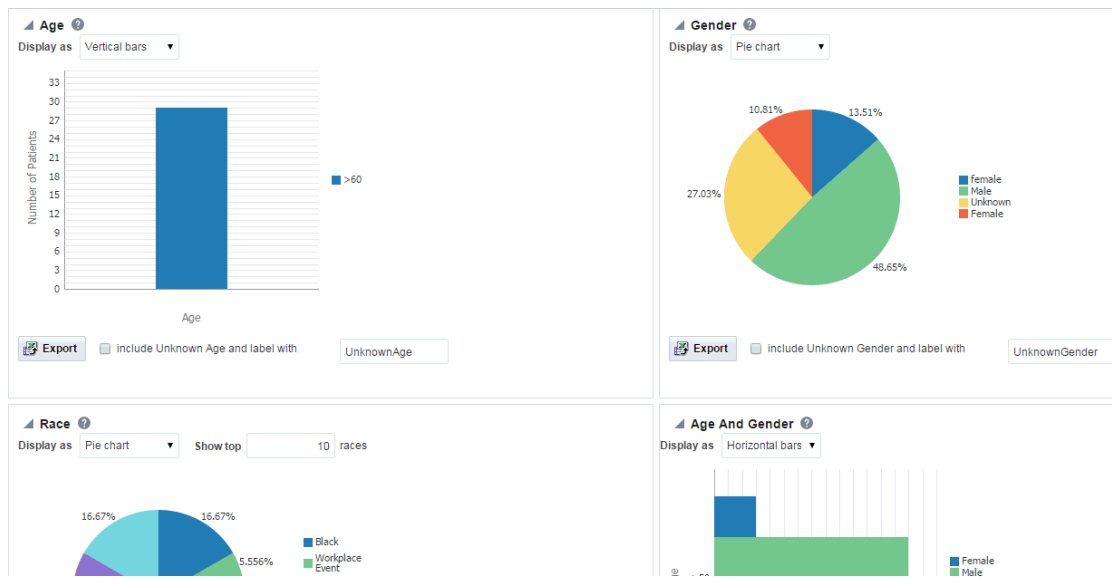 Age
Display as Vertical bars
33
30
27
24
21
18
15
12
9
6
3
0
Number of Patients
Age
>60
Export include Unknown Age and label with UnknownAge
Gender
Display as Pie chart
10.81%
13.51%
27.03%
48.65%
female
Male
Unknown
Female
Export include Unknown Gender and label with UnknownGender
Race
Display as Pie chart Show top 10 races
16.67%
16.67%
5.556%
Black
Workplace
Event
Age And Gender
Display as Horizontal bars
Female
Male